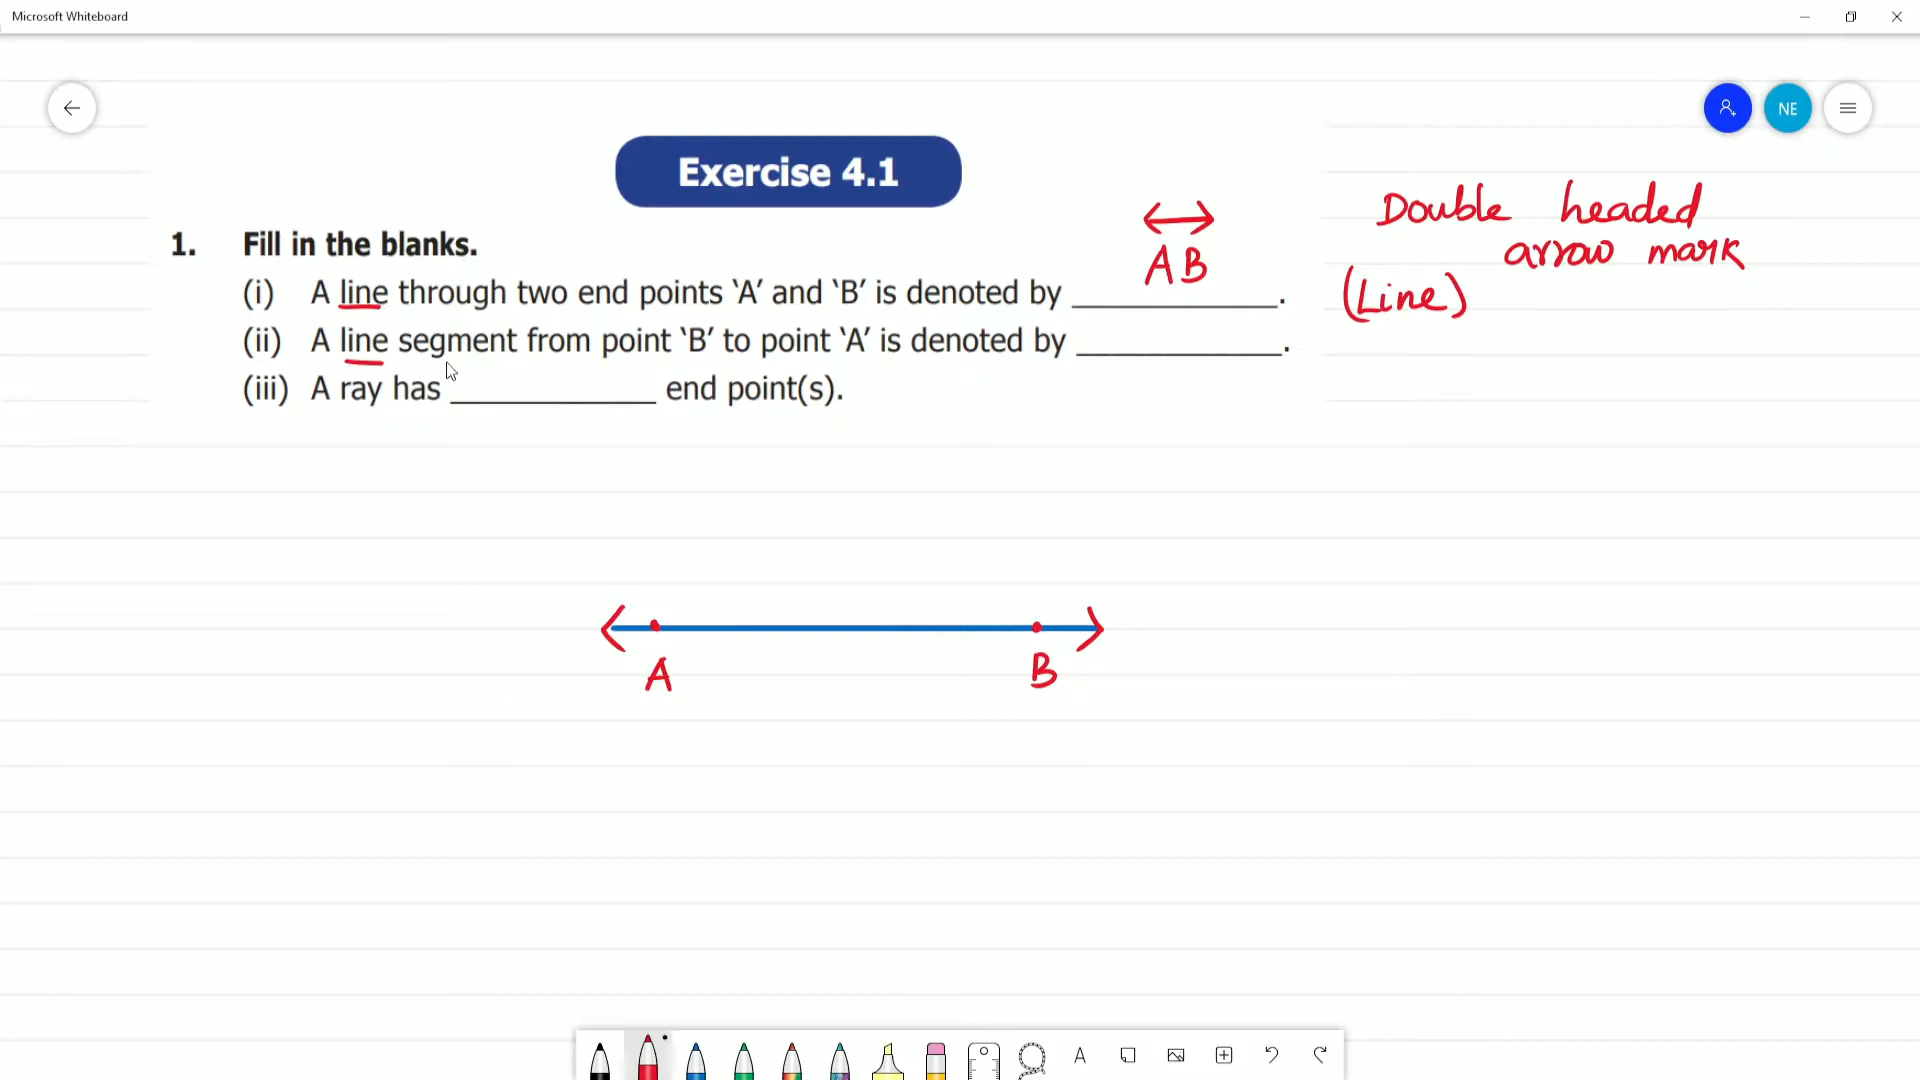 Microsoft Whiteboard
NE
Exercise 4.1
Double headed
arrow mark
(Line)
1. Fill in the blanks.
AB
(i) A line through two end points ‘A’ and ‘B’ is denoted by ____________.
(ii) A line segment from point ‘B’ to point ‘A’ is denoted by ____________.
(iii) A ray has ____________ end point(s).
A B